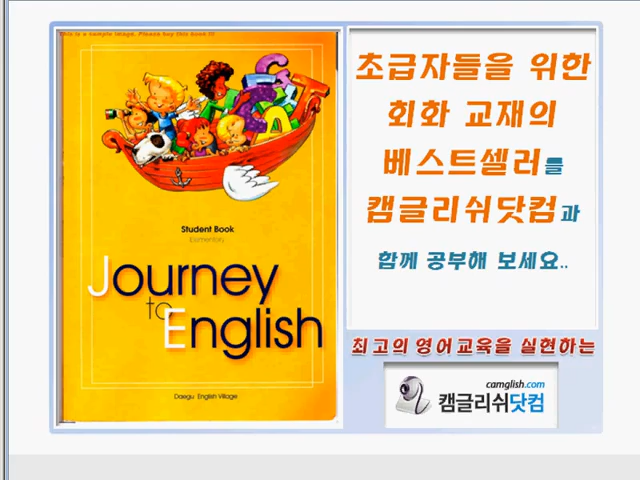 This is a sample image. Please buy this book !!!
Student Book
Elementary
Journey
to
English
Daegu English Village
초급자들을 위한
회화 교재의
베스트셀러를
캠글리쉬닷컴과
함께 공부해 보세요..
최고의 영어교육을 실현하는
camglish.com
캠글리쉬닷컴